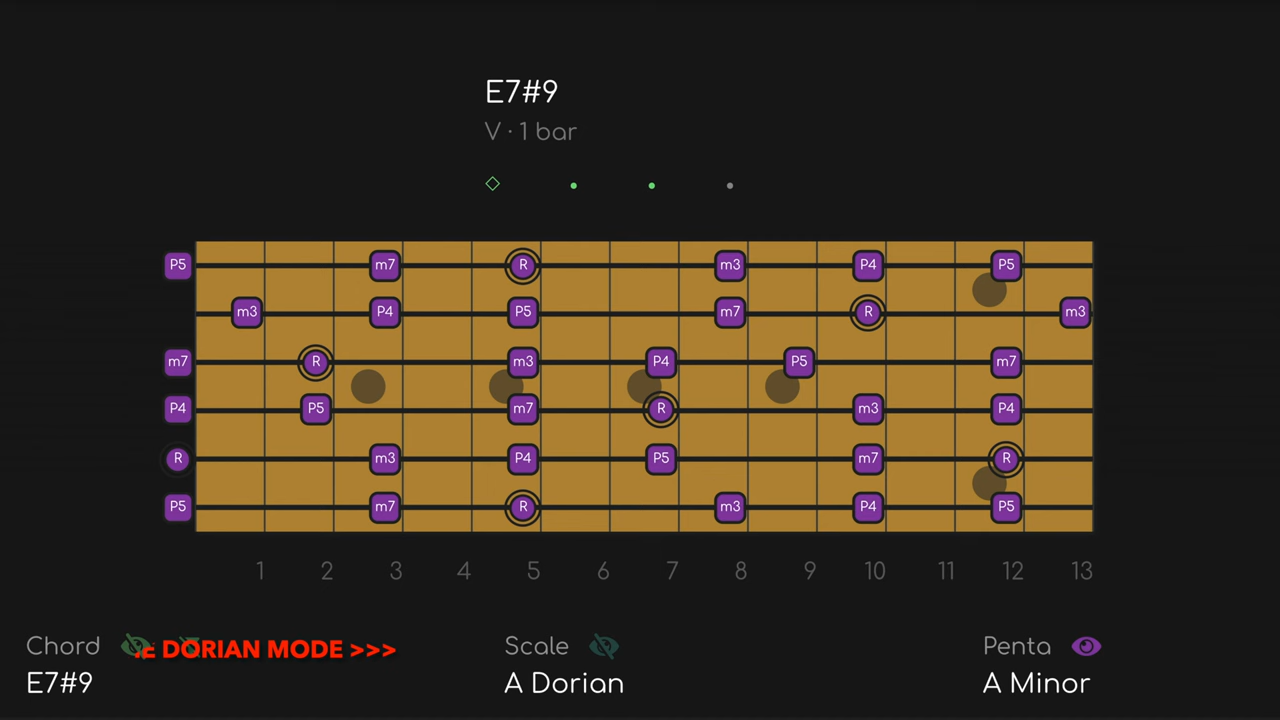 E7#9
V · 1 bar
P5 m7 R m3 P4 P5
m3 P4 P5 m7 R m3
m7 R m3 P4 P5 m7
P4 P5 m7 R m3 P4
R m3 P4 P5 m7 R
P5 m7 R m3 P4 P5
1 2 3 4 5 6 7 8 9 10 11 12 13
Chord Scale Penta
DORIAN MODE >>>
E7#9 A Dorian A Minor